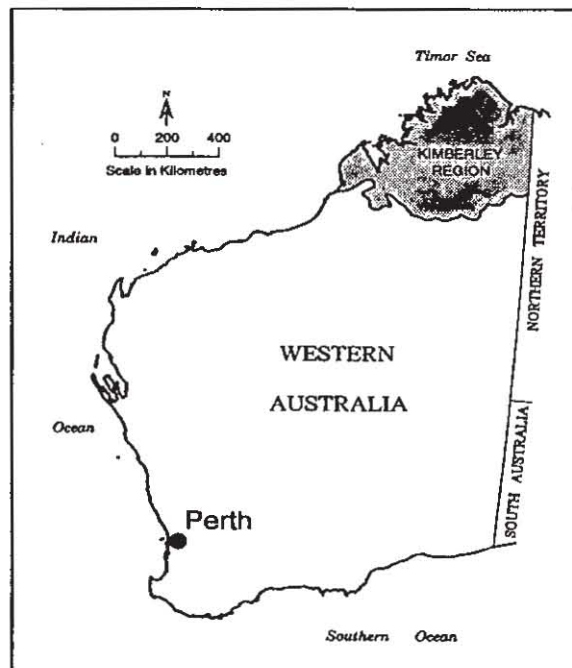 Timor Sea
N
0 200 400
Scale in Kilometres
KIMBERLEY
REGION
Indian
NORTHERN TERRITORY
WESTERN
AUSTRALIA
Ocean
SOUTH AUSTRALIA
Perth
Southern Ocean